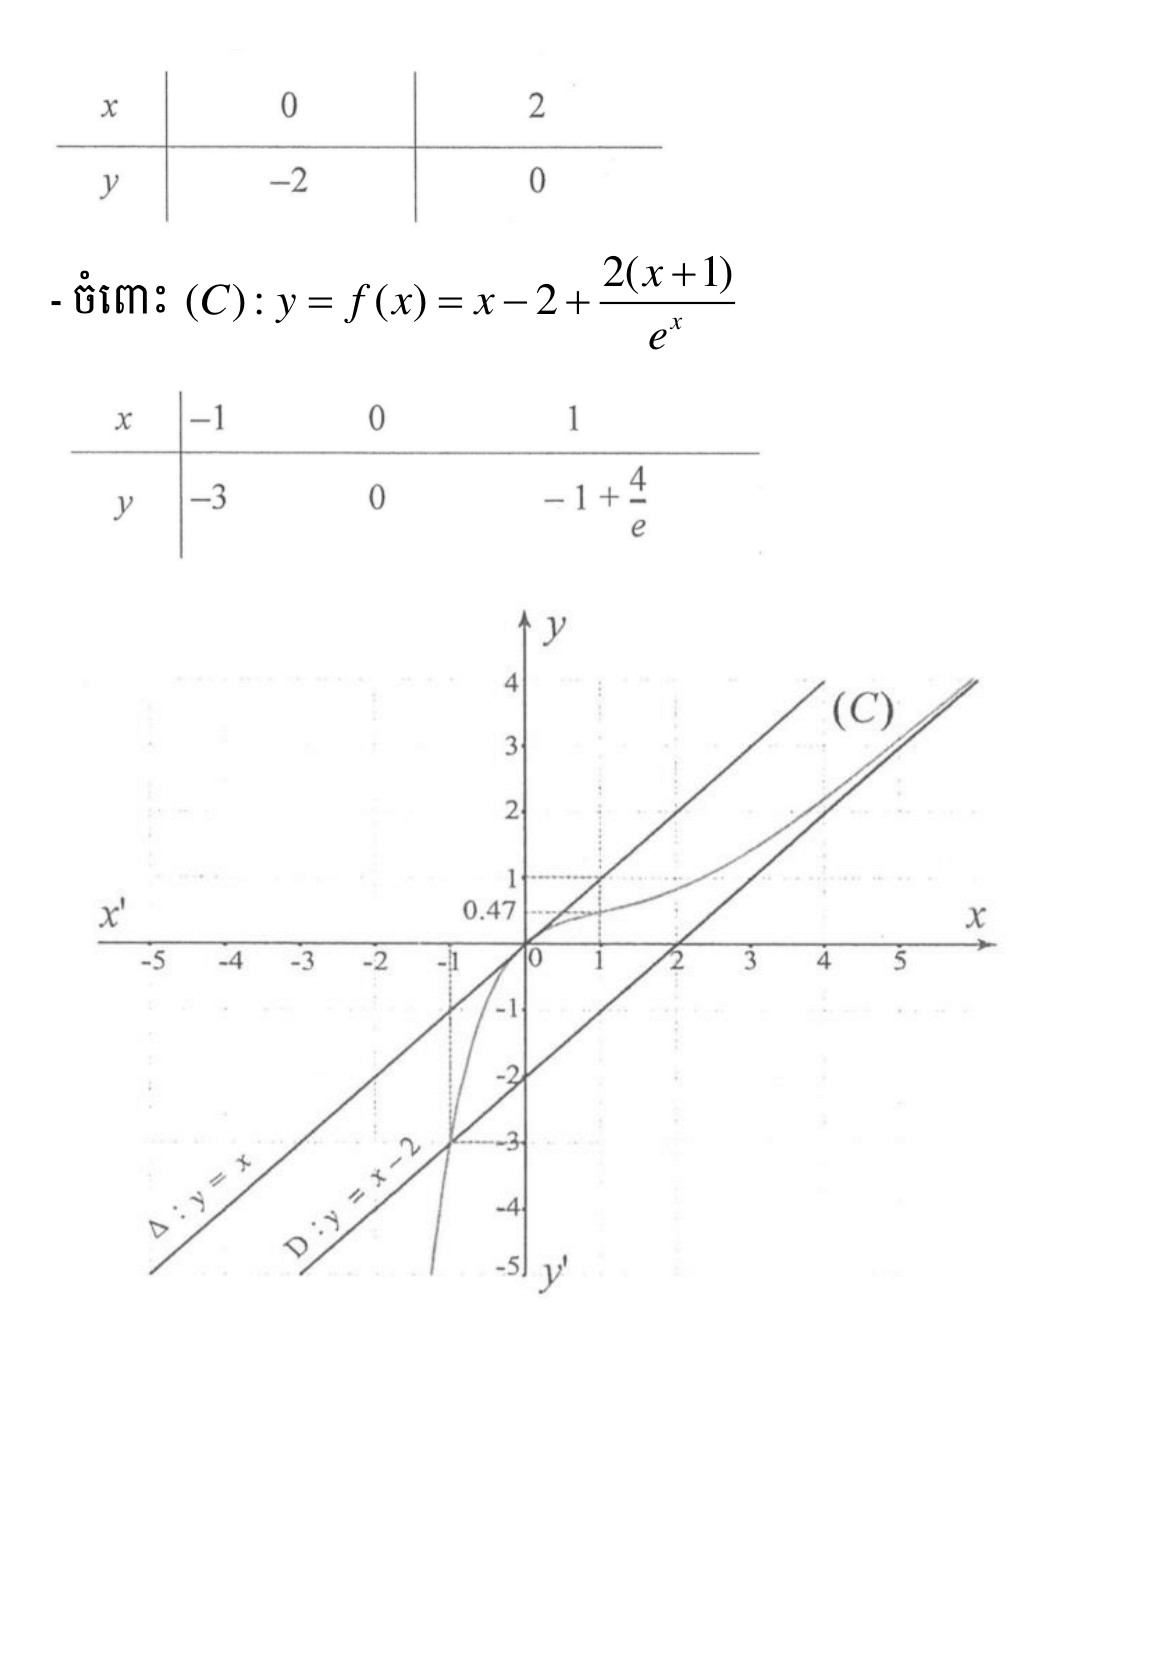 x 0 2
y –2 0
- ចំពោះ (C) : y = f(x) = x − 2 + 2(x+1)/e^x
x –1 0 1
y –3 0 – 1 + 4/e
y
4
(C)
3
2
1
0.47
x' x
-5 -4 -3 -2 -1 0 1 2 3 4 5
-1
-2
-3
Δ : y = x
D : y = x – 2
-4
-5 y'